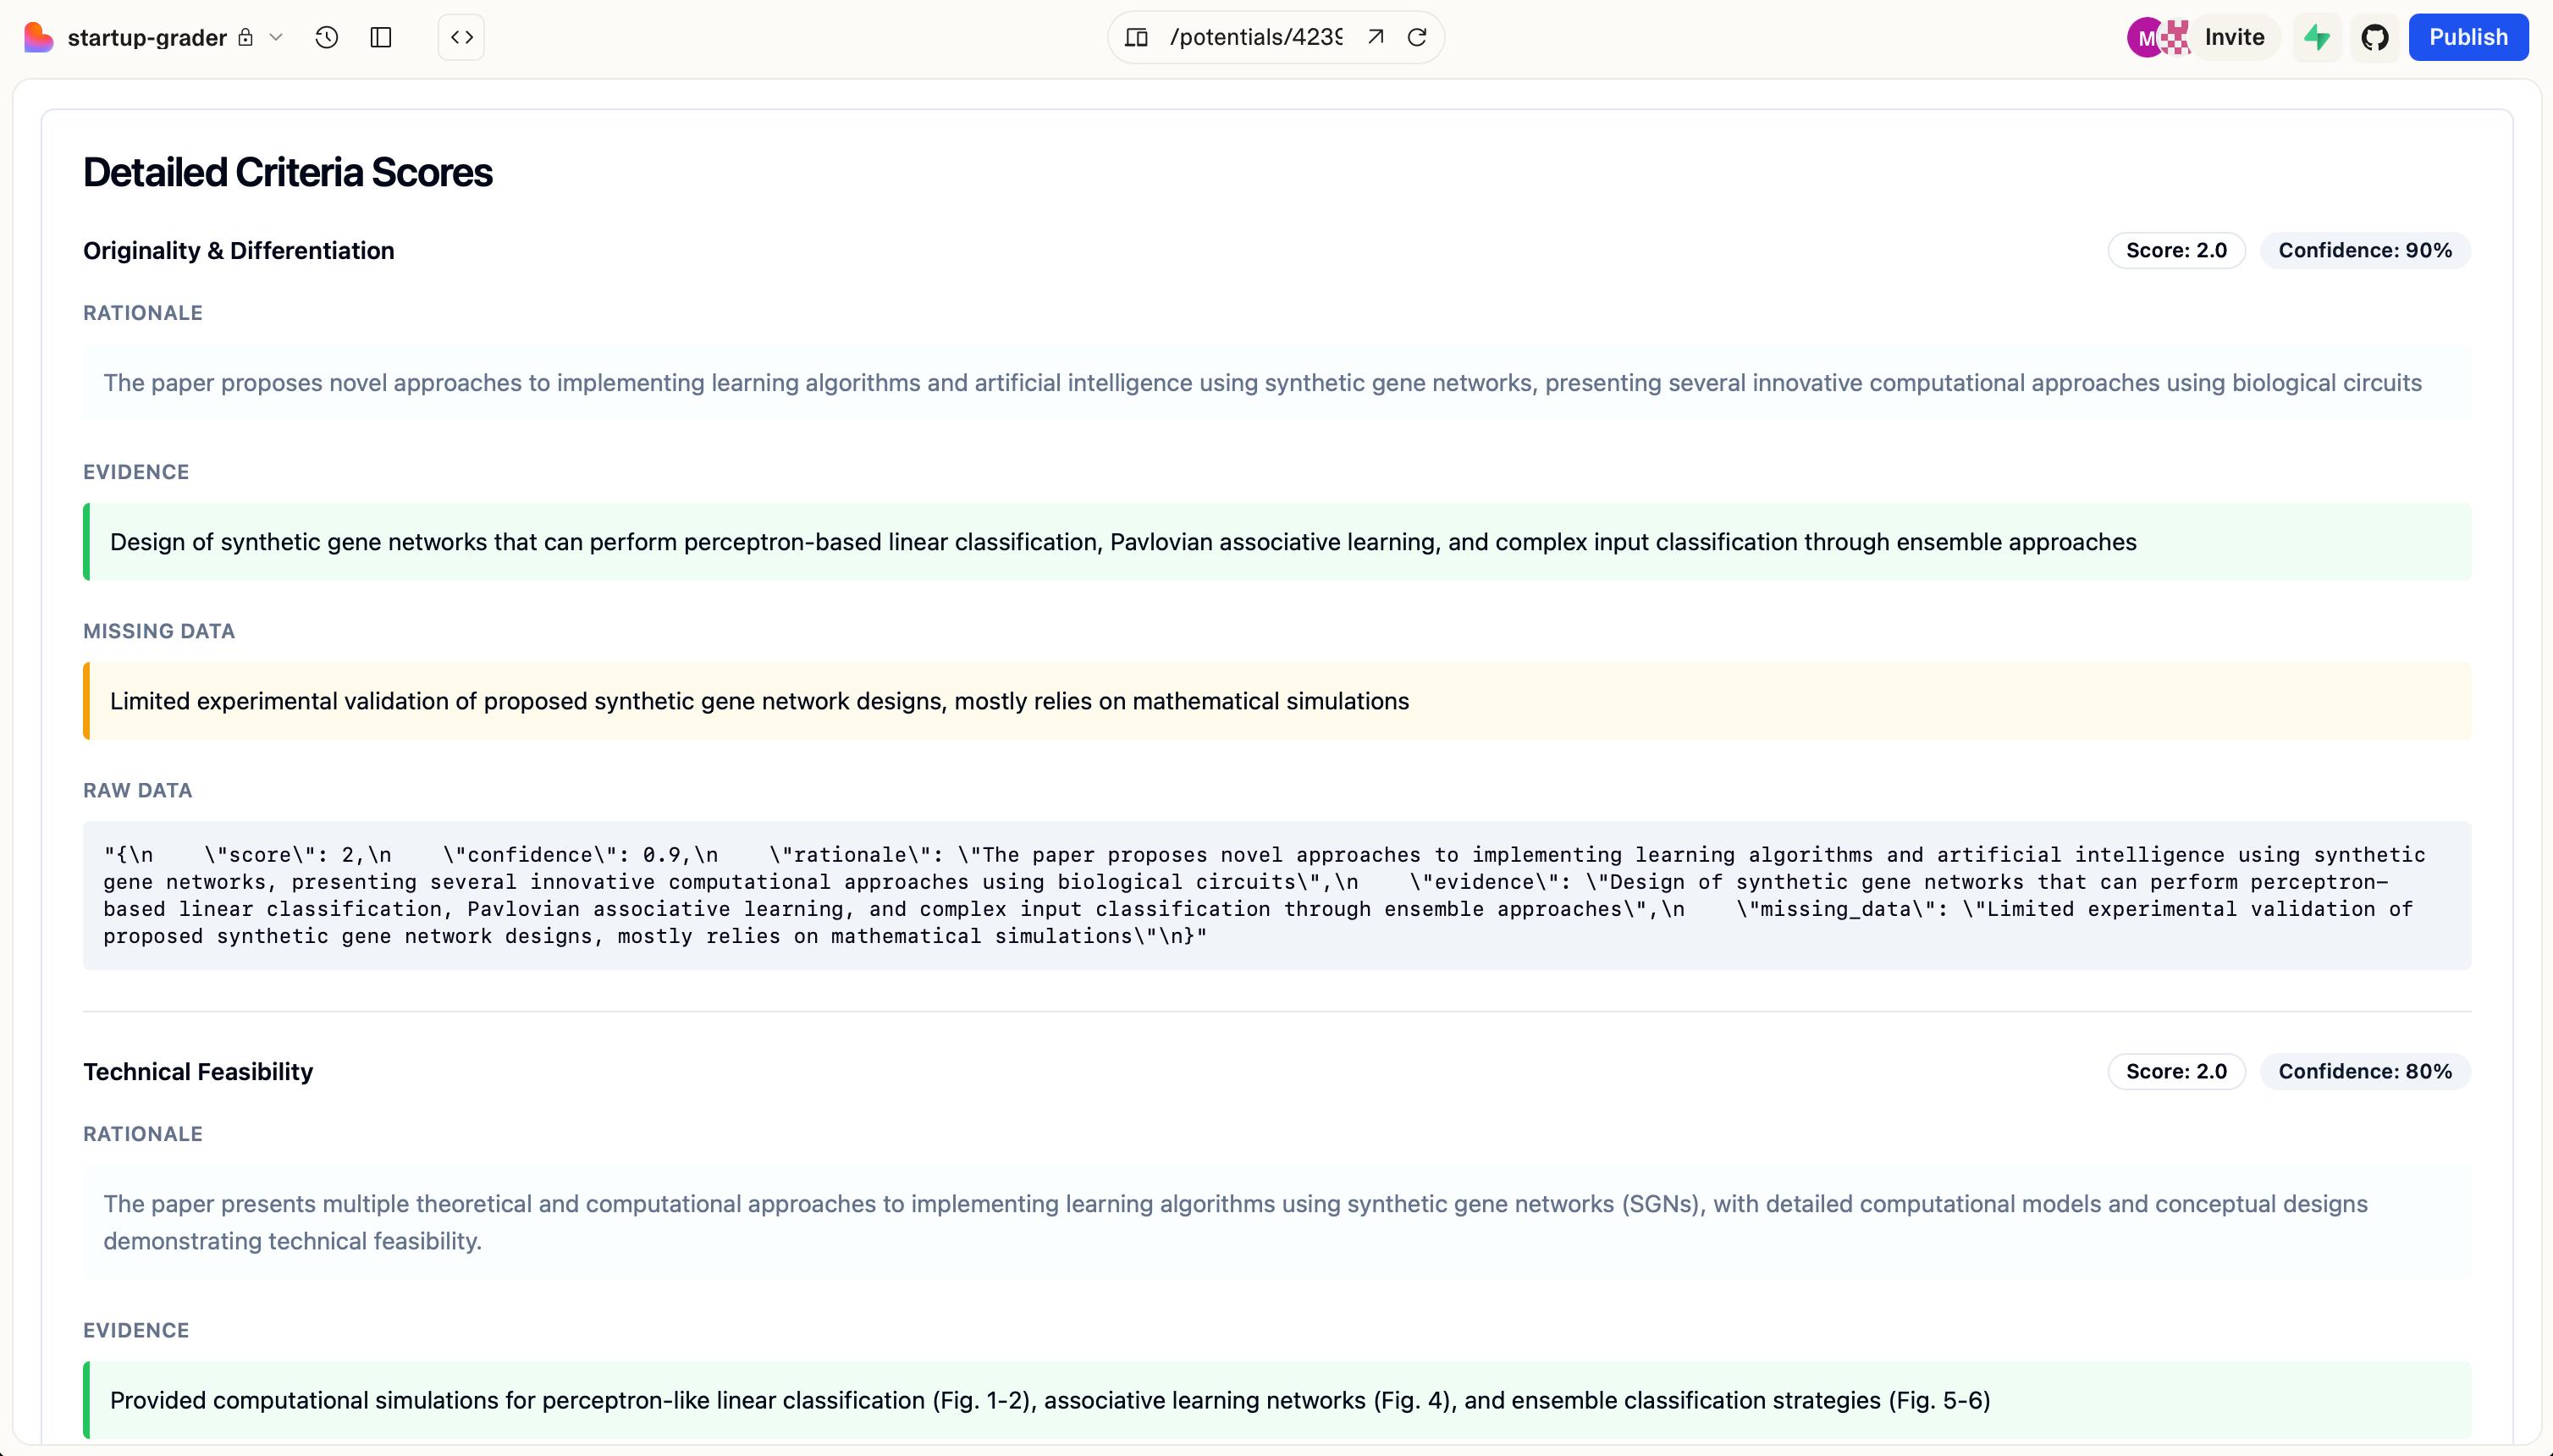 startup-grader
/potentials/4239
M
Invite
Publish
Detailed Criteria Scores
Originality & Differentiation
Score: 2.0
Confidence: 90%
RATIONALE
The paper proposes novel approaches to implementing learning algorithms and artificial intelligence using synthetic gene networks, presenting several innovative computational approaches using biological circuits
EVIDENCE
Design of synthetic gene networks that can perform perceptron-based linear classification, Pavlovian associative learning, and complex input classification through ensemble approaches
MISSING DATA
Limited experimental validation of proposed synthetic gene network designs, mostly relies on mathematical simulations
RAW DATA
"{\n    \"score\": 2,\n    \"confidence\": 0.9,\n    \"rationale\": \"The paper proposes novel approaches to implementing learning algorithms and artificial intelligence using synthetic
gene networks, presenting several innovative computational approaches using biological circuits\",\n    \"evidence\": \"Design of synthetic gene networks that can perform perceptron-
based linear classification, Pavlovian associative learning, and complex input classification through ensemble approaches\",\n    \"missing_data\": \"Limited experimental validation of
proposed synthetic gene network designs, mostly relies on mathematical simulations\"\n}"
Technical Feasibility
Score: 2.0
Confidence: 80%
RATIONALE
The paper presents multiple theoretical and computational approaches to implementing learning algorithms using synthetic gene networks (SGNs), with detailed computational models and conceptual designs
demonstrating technical feasibility.
EVIDENCE
Provided computational simulations for perceptron-like linear classification (Fig. 1-2), associative learning networks (Fig. 4), and ensemble classification strategies (Fig. 5-6)